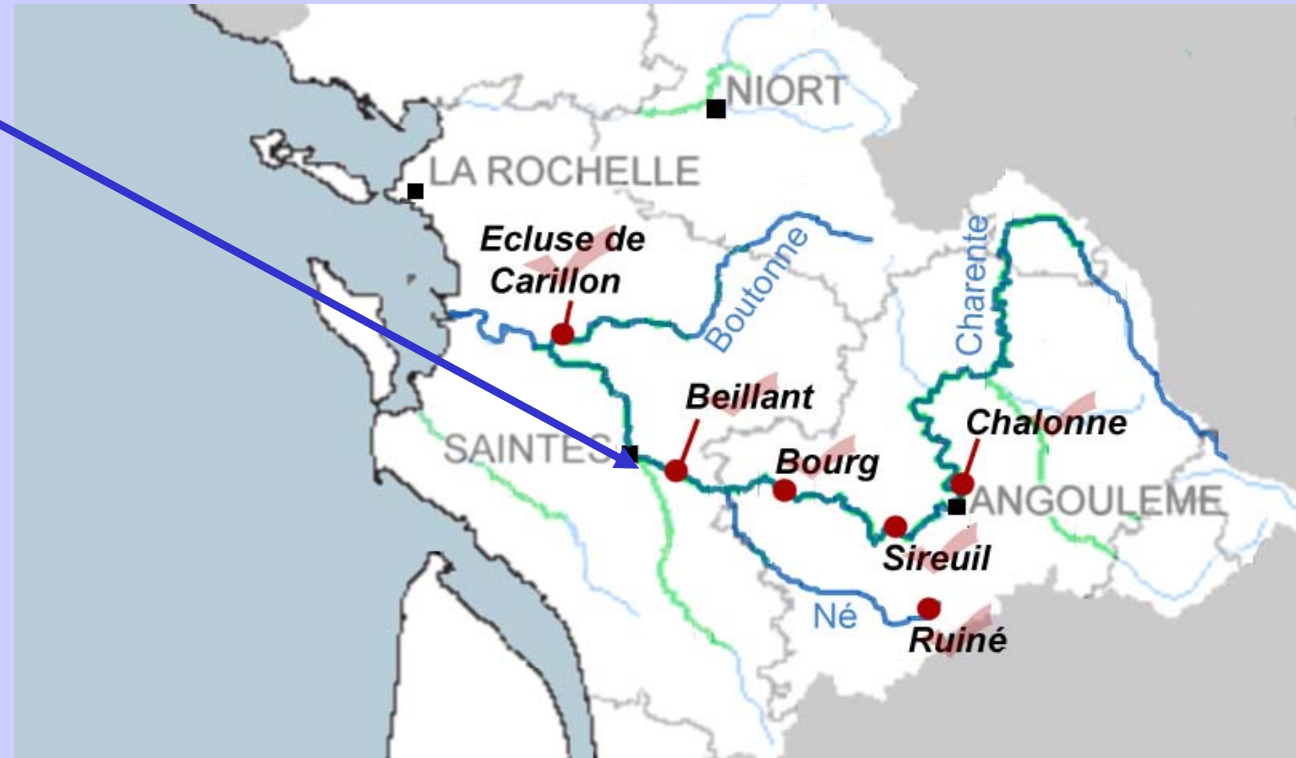 NIORT
LA ROCHELLE
Ecluse de
Carillon
Boutonne
Charente
Beillant
Chalonne
SAINTES
Bourg
ANGOULEME
Sireuil
Né
Ruiné